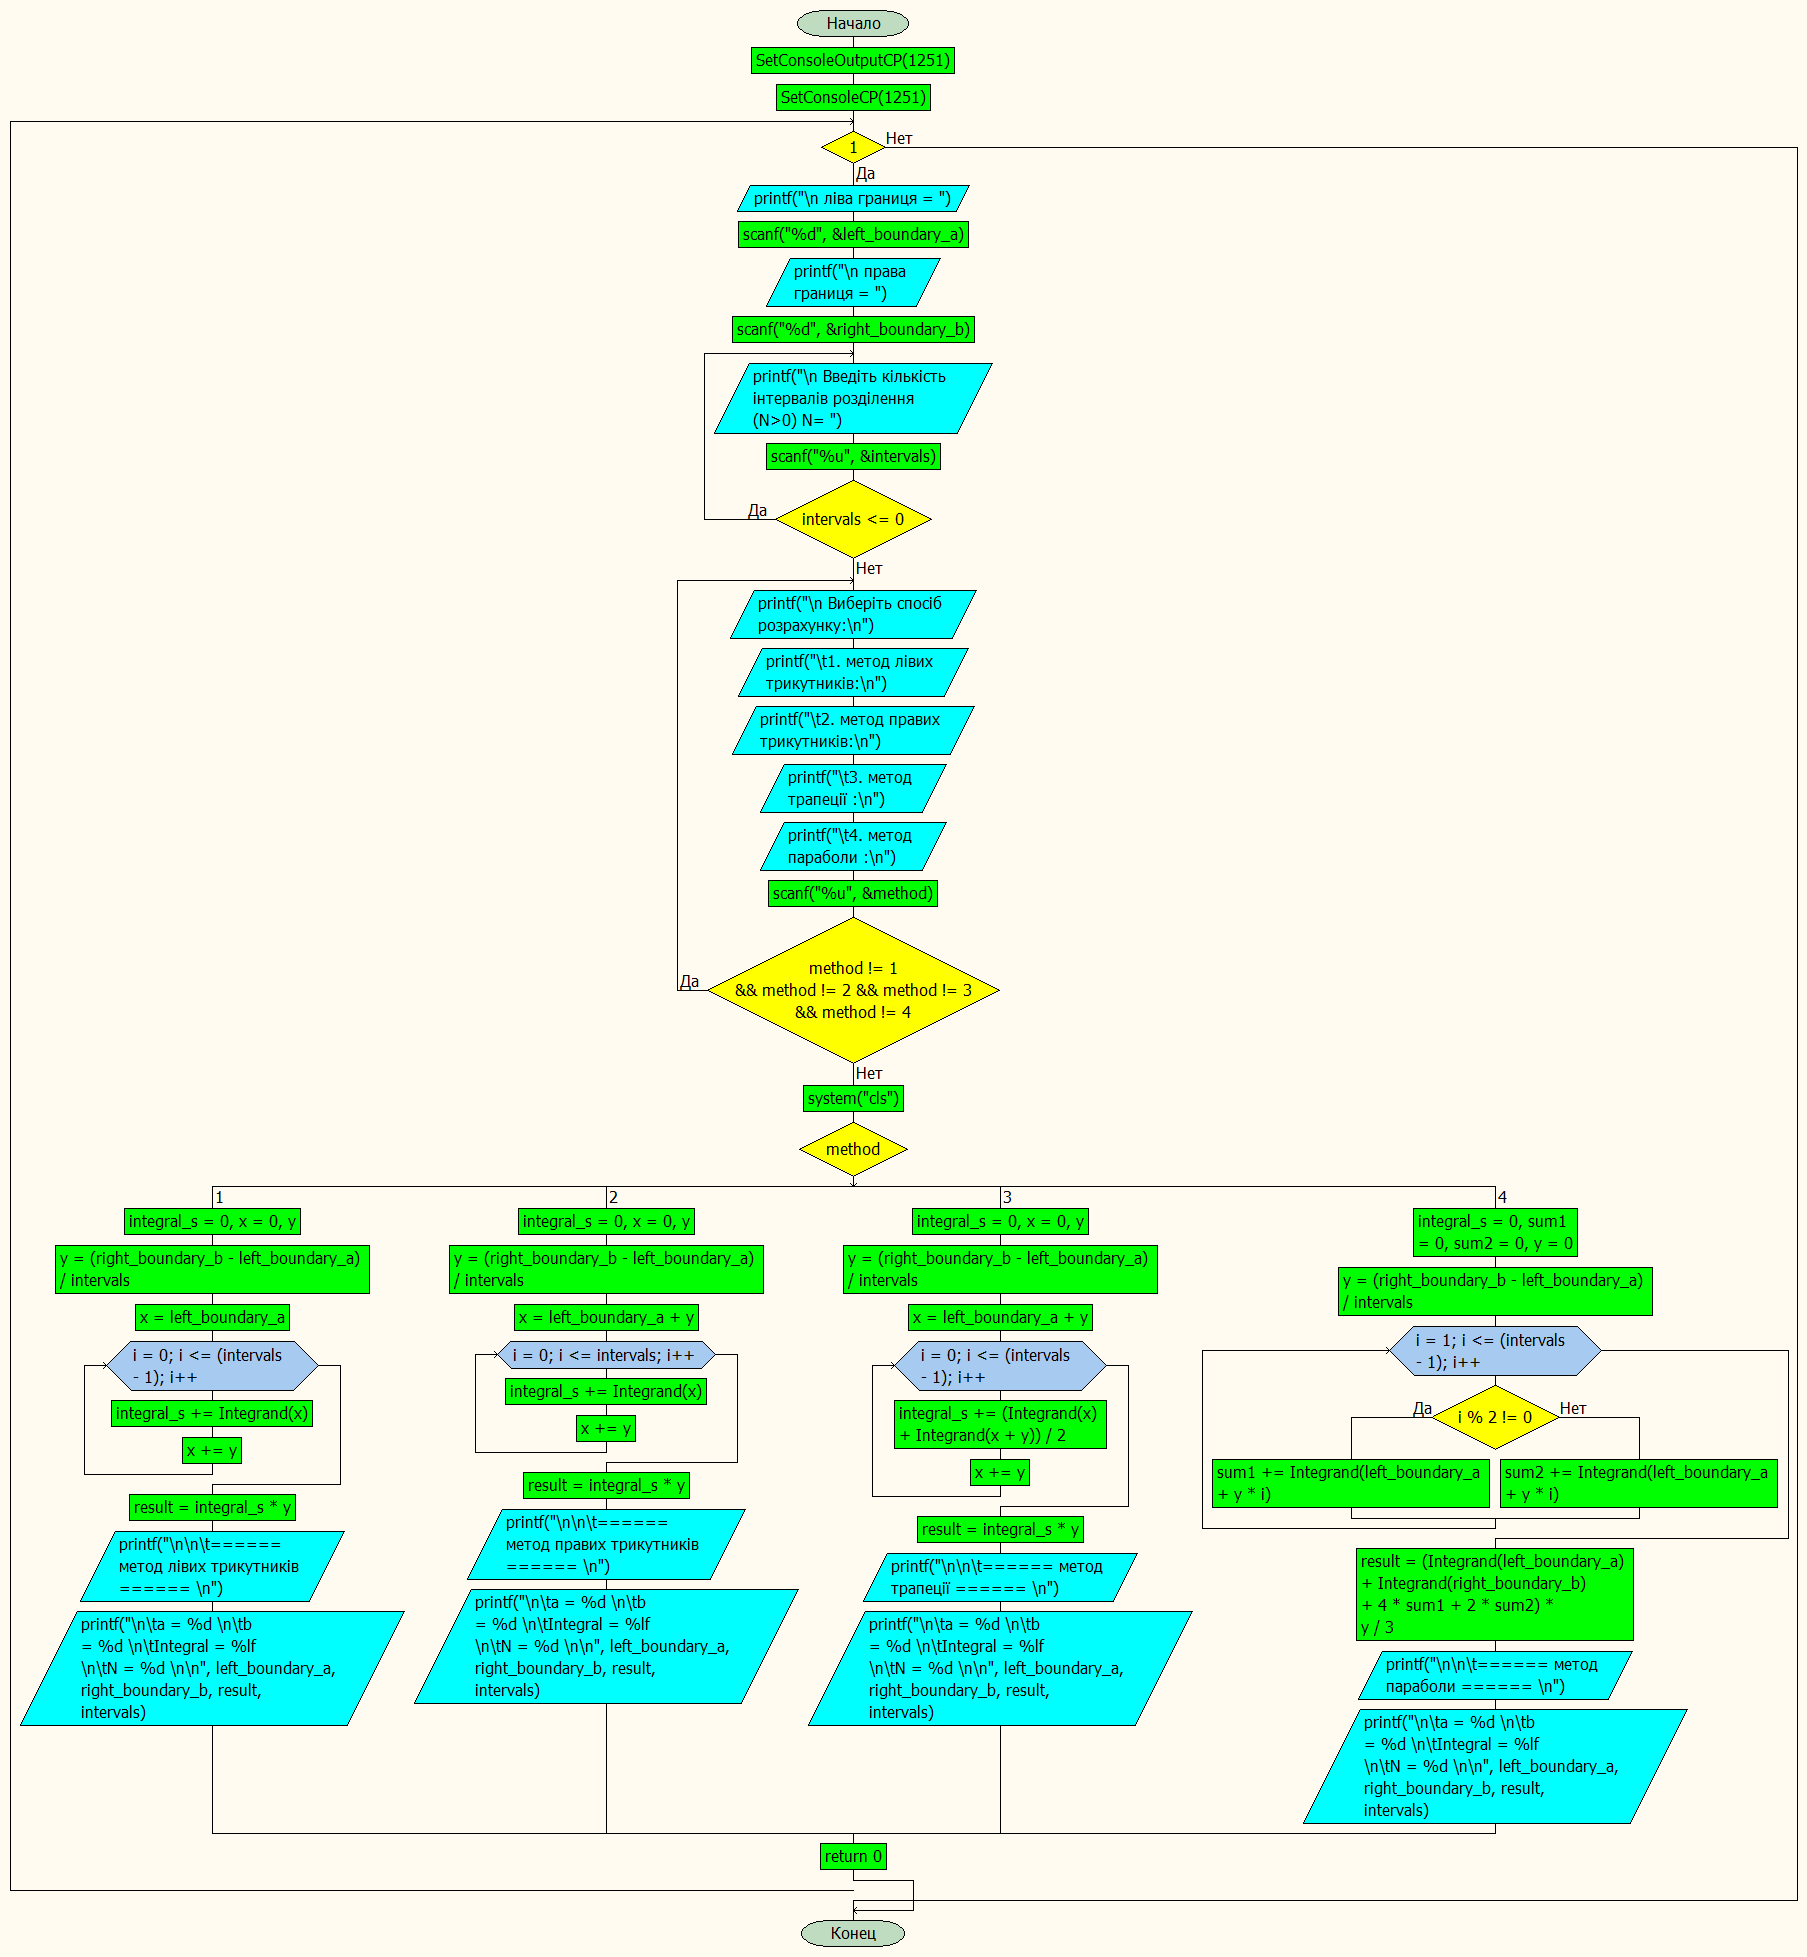 Начало
SetConsoleOutputCP(1251)
SetConsoleCP(1251)
1
Нет
Да
printf("\n ліва границя = ")
scanf("%d", &left_boundary_a)
printf("\n права
границя = ")
scanf("%d", &right_boundary_b)
printf("\n Введіть кількість
інтервалів розділення
(N>0) N= ")
scanf("%u", &intervals)
intervals <= 0
Да
Нет
printf("\n Виберіть спосіб
розрахунку:\n")
printf("\t1. метод лівих
трикутників:\n")
printf("\t2. метод правих
трикутників:\n")
printf("\t3. метод
трапеції :\n")
printf("\t4. метод
параболи :\n")
scanf("%u", &method)
method != 1
&& method != 2 && method != 3
&& method != 4
Да
Нет
system("cls")
method
1
integral_s = 0, x = 0, y
y = (right_boundary_b - left_boundary_a)
/ intervals
x = left_boundary_a
i = 0; i <= (intervals
- 1); i++
integral_s += Integrand(x)
x += y
result = integral_s * y
printf("\n\n\t======
метод лівих трикутників
====== \n")
printf("\n\ta = %d \n\tb
= %d \n\tIntegral = %lf
\n\tN = %d \n\n", left_boundary_a,
right_boundary_b, result,
intervals)
2
integral_s = 0, x = 0, y
y = (right_boundary_b - left_boundary_a)
/ intervals
x = left_boundary_a + y
i = 0; i <= intervals; i++
integral_s += Integrand(x)
x += y
result = integral_s * y
printf("\n\n\t======
метод правих трикутників
====== \n")
printf("\n\ta = %d \n\tb
= %d \n\tIntegral = %lf
\n\tN = %d \n\n", left_boundary_a,
right_boundary_b, result,
intervals)
3
integral_s = 0, x = 0, y
y = (right_boundary_b - left_boundary_a)
/ intervals
x = left_boundary_a + y
i = 0; i <= (intervals
- 1); i++
integral_s += (Integrand(x)
+ Integrand(x + y)) / 2
x += y
result = integral_s * y
printf("\n\n\t====== метод
трапеції ====== \n")
printf("\n\ta = %d \n\tb
= %d \n\tIntegral = %lf
\n\tN = %d \n\n", left_boundary_a,
right_boundary_b, result,
intervals)
4
integral_s = 0, sum1
= 0, sum2 = 0, y = 0
y = (right_boundary_b - left_boundary_a)
/ intervals
i = 1; i <= (intervals
- 1); i++
Да
i % 2 != 0
Нет
sum1 += Integrand(left_boundary_a
+ y * i)
sum2 += Integrand(left_boundary_a
+ y * i)
result = (Integrand(left_boundary_a)
+ Integrand(right_boundary_b)
+ 4 * sum1 + 2 * sum2) *
y / 3
printf("\n\n\t====== метод
параболи ====== \n")
printf("\n\ta = %d \n\tb
= %d \n\tIntegral = %lf
\n\tN = %d \n\n", left_boundary_a,
right_boundary_b, result,
intervals)
return 0
Конец